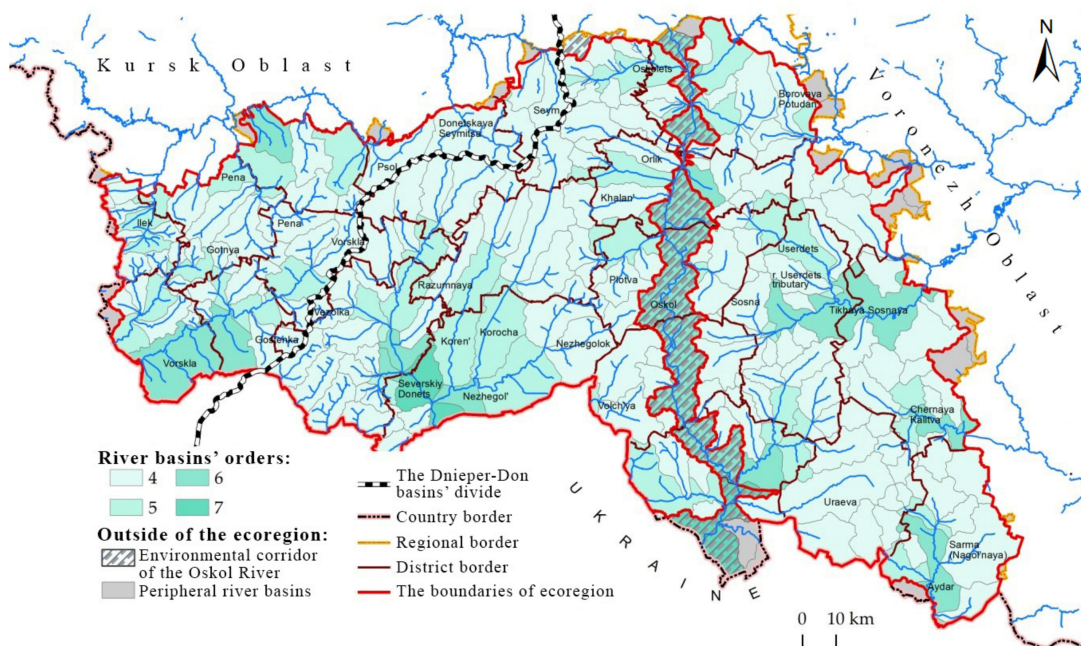 N
Kursk Oblast
Voronezh Oblast
UKRAINE
Oskolets
Borovaya
Potudan'
Seym
Donetskaya
Seymitsa
Psol
Orlik
Pena
Khalan'
Ilek
Pena
Gotnya
Vorskla
Userdets
r. Userdets
tributary
Plotva
Razumnaya
Oskol
Sosna
Tikhaya Sosnaya
Vezolka
Korocha
Gostenka
Koren'
Nezhegolok
Vorskla
Severskiy
Donets
Nezhegol'
Volch'ya
Chernaya
Kalitva
Uraeva
Sarma
(Nagornaya)
Aydar
River basins' orders:
4
6
5
7
Outside of the ecoregion:
Environmental corridor
of the Oskol River
Peripheral river basins
The Dnieper-Don
basins' divide
Country border
Regional border
District border
The boundaries of ecoregion
0 10 km